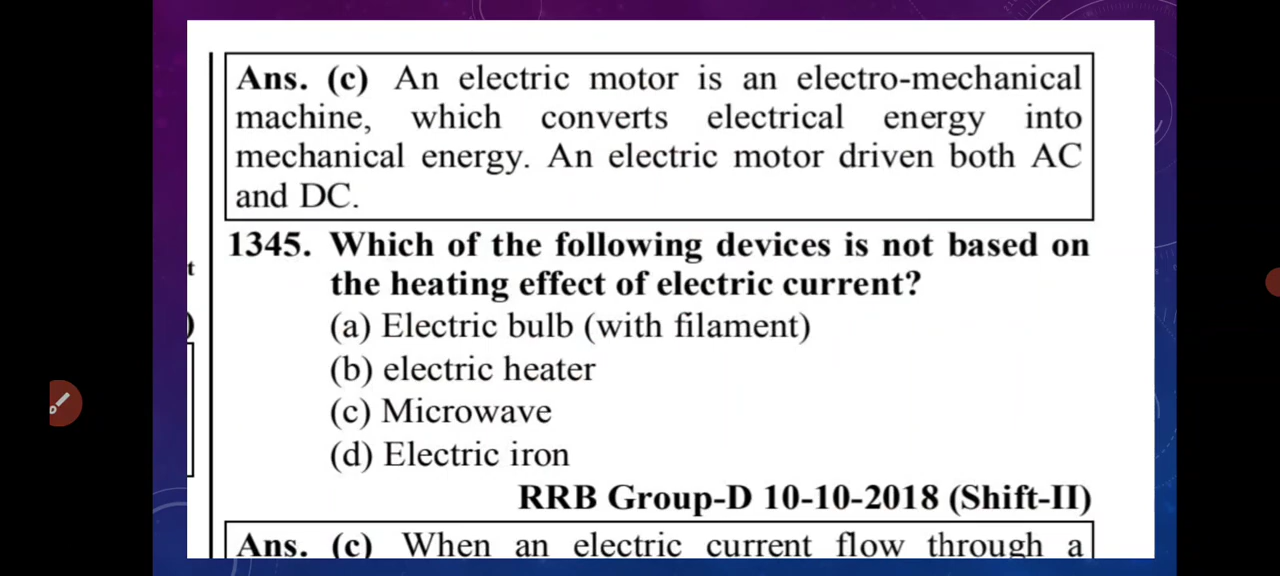 Ans. (c) An electric motor is an electro-mechanical
machine, which converts electrical energy into
mechanical energy. An electric motor driven both AC
and DC.
1345. Which of the following devices is not based on
the heating effect of electric current?
(a) Electric bulb (with filament)
(b) electric heater
(c) Microwave
(d) Electric iron
RRB Group-D 10-10-2018 (Shift-II)
Ans. (c) When an electric current flow through a
t
)